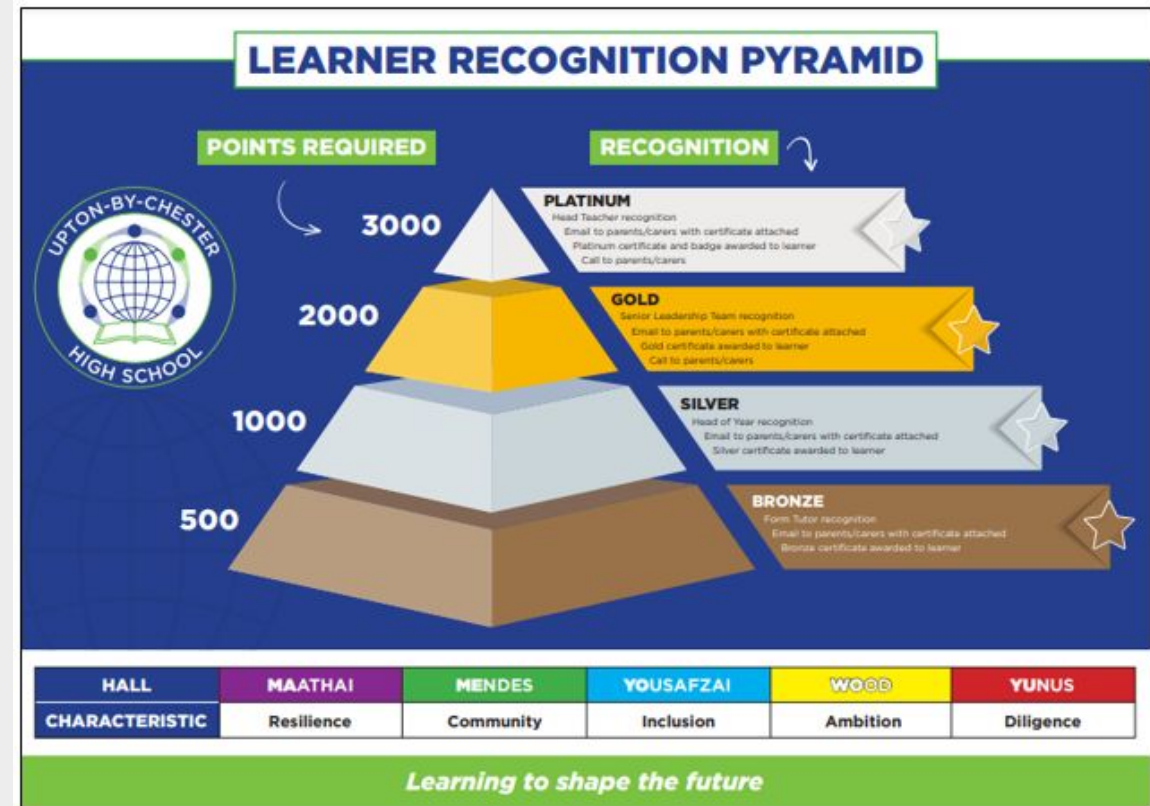 LEARNER RECOGNITION PYRAMID
POINTS REQUIRED
RECOGNITION
UPTON-BY-CHESTER
HIGH SCHOOL
3000
PLATINUM
Head Teacher recognition
Email to parents/carers with certificate attached
Platinum certificate and badge awarded to learner
Call to parents/carers
2000
GOLD
Senior Leadership Team recognition
Email to parents/carers with certificate attached
Gold certificate awarded to learner
Call to parents/carers
1000
SILVER
Head of Year recognition
Email to parents/carers with certificate attached
Silver certificate awarded to learner
500
BRONZE
Form Tutor recognition
Email to parents/carers with certificate attached
Bronze certificate awarded to learner
HALL MAATHAI MENDES YOUSAFZAI WOOD YUNUS
CHARACTERISTIC Resilience Community Inclusion Ambition Diligence
Learning to shape the future